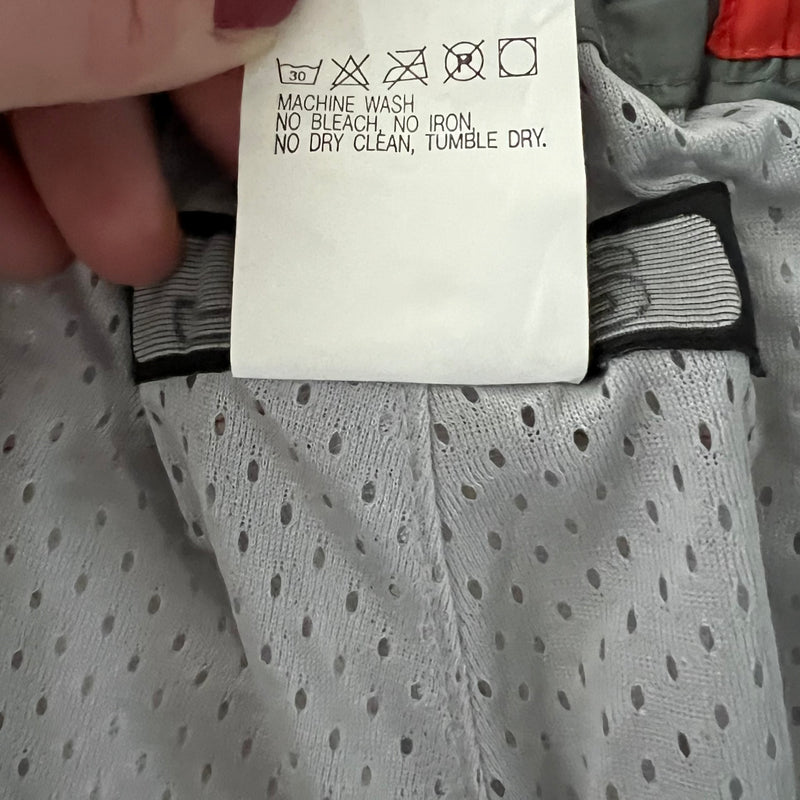 30 P
MACHINE WASH
NO BLEACH, NO IRON,
NO DRY CLEAN, TUMBLE DRY.